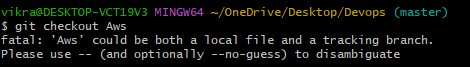 vikra@DESKTOP-VCT19V3 MINGW64 ~/OneDrive/Desktop/Devops (master)
$ git checkout Aws
fatal: 'Aws' could be both a local file and a tracking branch.
Please use -- (and optionally --no-guess) to disambiguate